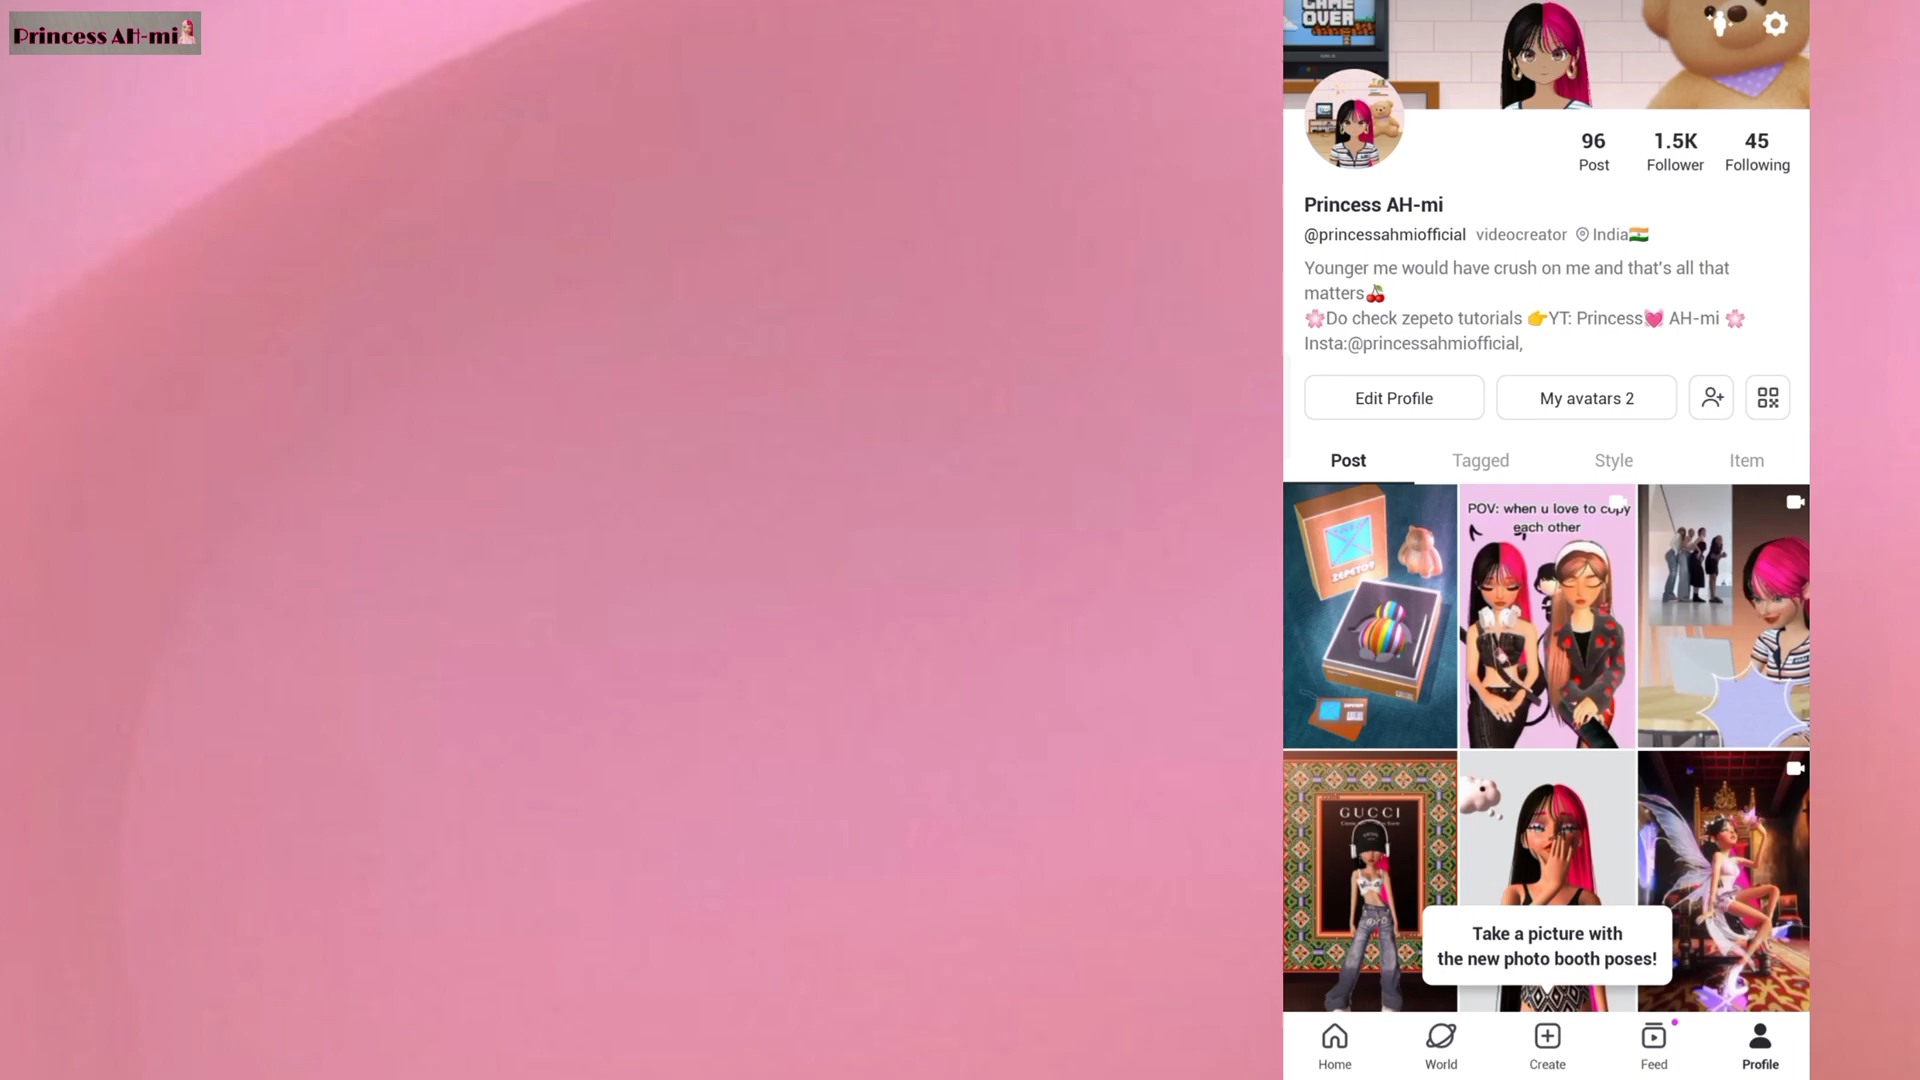 Princess AH-mi
GAME
OVER
96
Post
1.5K
Follower
45
Following
Princess AH-mi
@princessahmiofficial videocreator India🇮🇳
Younger me would have crush on me and that's all that
matters🍒
🌸Do check zepeto tutorials 👉YT: Princess💓 AH-mi 🌸
Insta:@princessahmiofficial,
Edit Profile
My avatars 2
Post
Tagged
Style
Item
ZEPETO
POV: when u love to copy
each other
GUCCI
Take a picture with
the new photo booth poses!
Home
World
Create
Feed
Profile